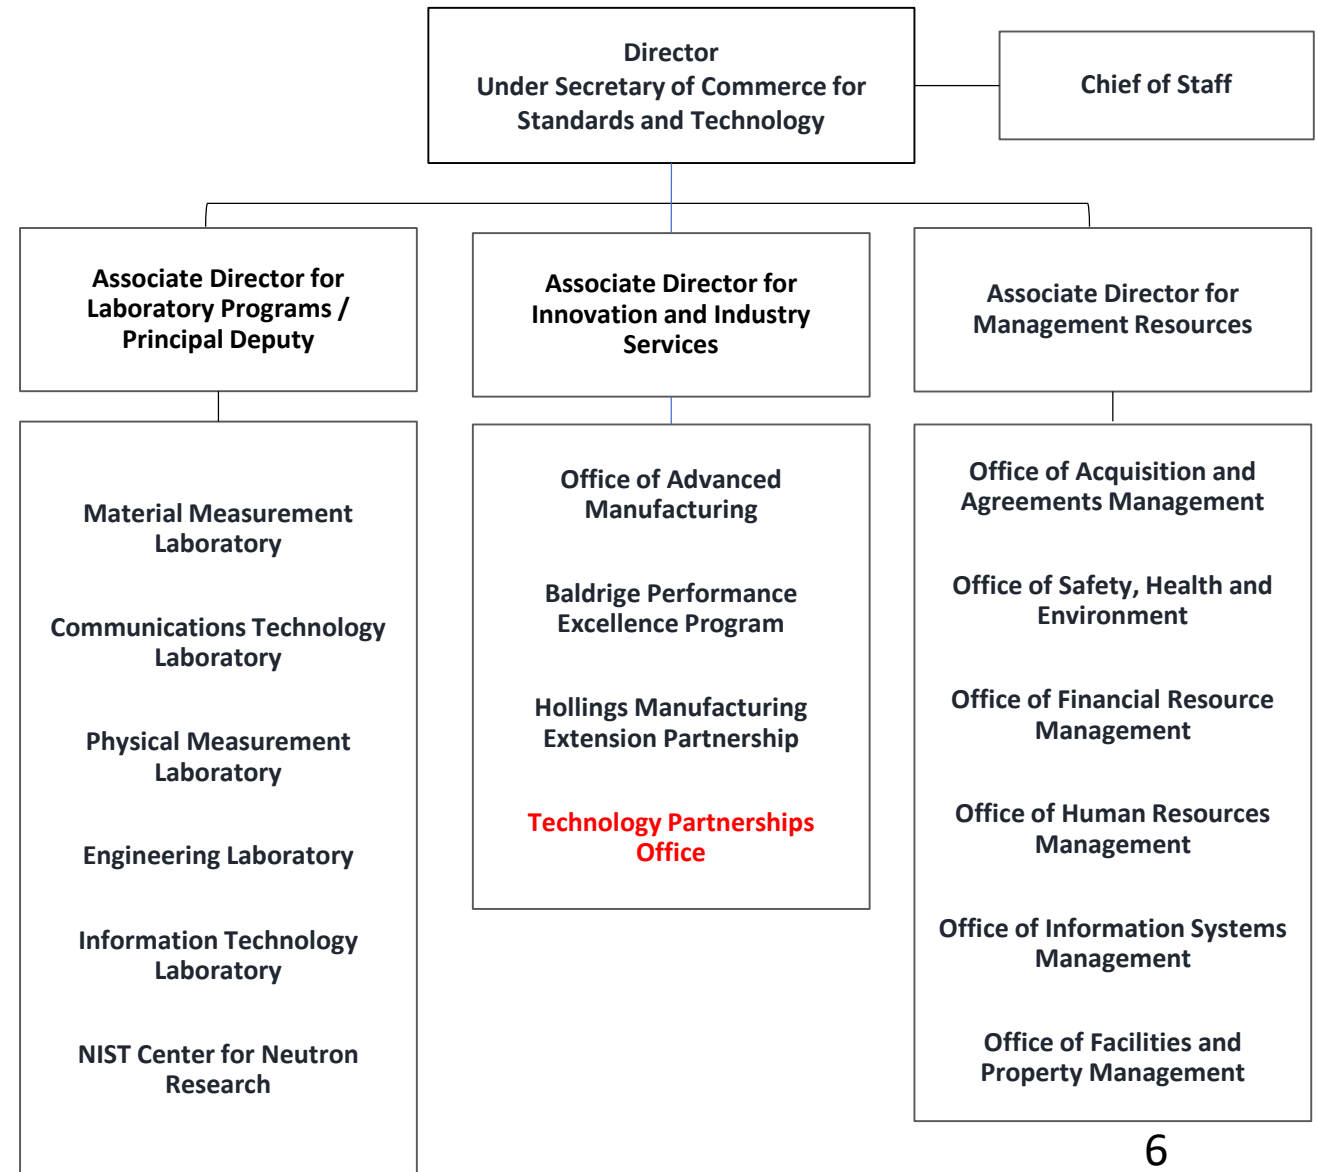 Director
Under Secretary of Commerce for
Standards and Technology
Chief of Staff
Associate Director for
Laboratory Programs /
Principal Deputy
Associate Director for
Innovation and Industry
Services
Associate Director for
Management Resources
Material Measurement
Laboratory
Communications Technology
Laboratory
Physical Measurement
Laboratory
Engineering Laboratory
Information Technology
Laboratory
NIST Center for Neutron
Research
Office of Advanced
Manufacturing
Baldrige Performance
Excellence Program
Hollings Manufacturing
Extension Partnership
Technology Partnerships
Office
Office of Acquisition and
Agreements Management
Office of Safety, Health and
Environment
Office of Financial Resource
Management
Office of Human Resources
Management
Office of Information Systems
Management
Office of Facilities and
Property Management
6